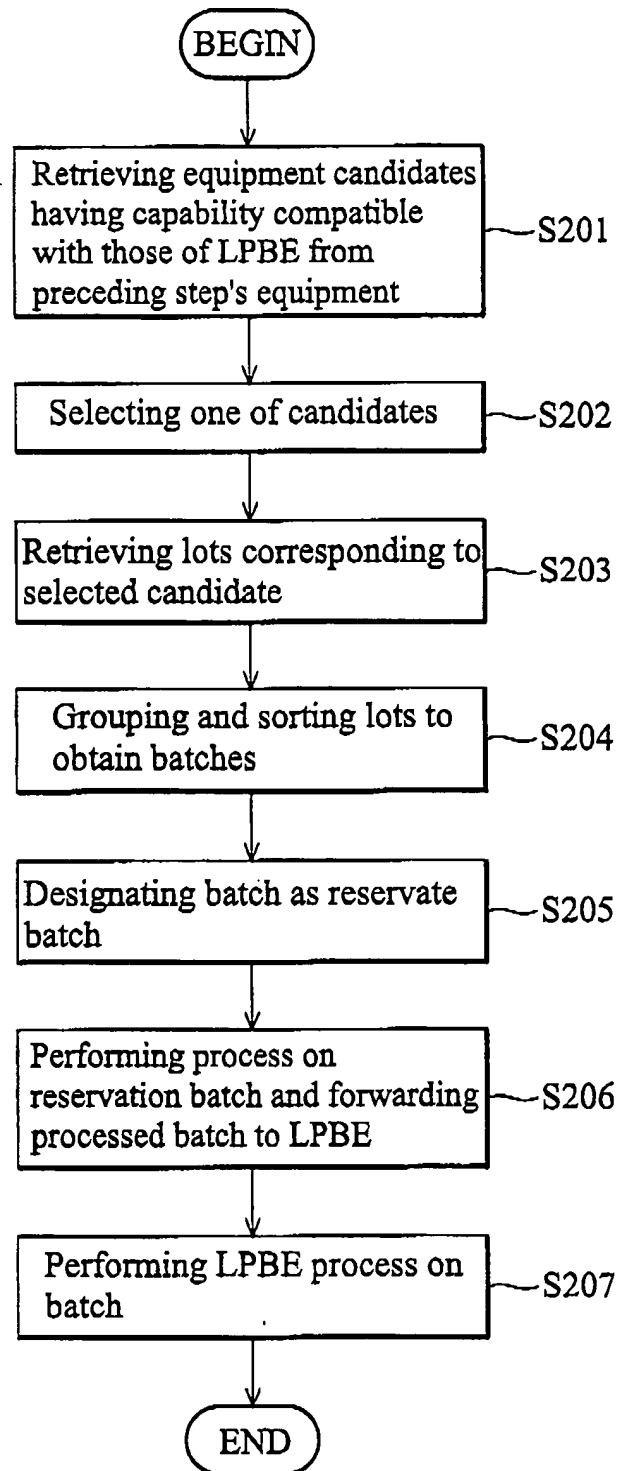 BEGIN
Retrieving equipment candidates
having capability compatible
with those of LPBE from
preceding step's equipment
S201
Selecting one of candidates
S202
Retrieving lots corresponding to
selected candidate
S203
Grouping and sorting lots to
obtain batches
S204
Designating batch as reservate
batch
S205
Performing process on
reservation batch and forwarding
processed batch to LPBE
S206
Performing LPBE process on
batch
S207
END